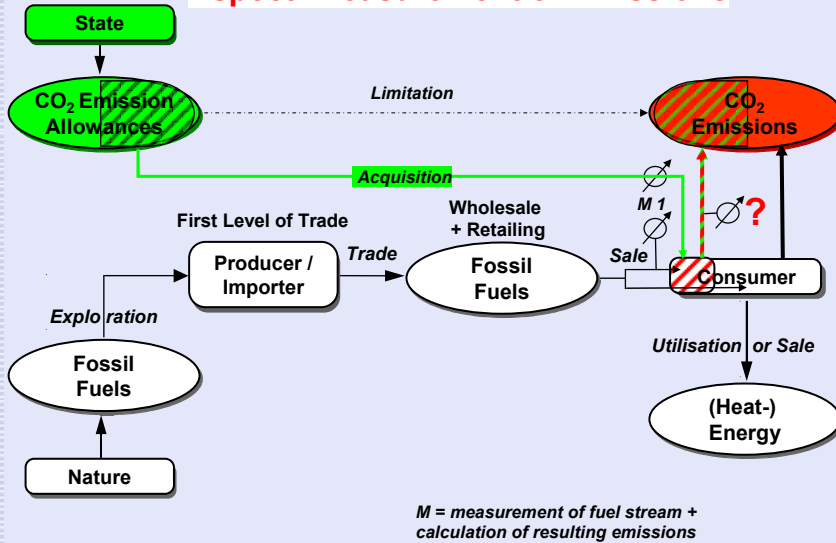 State
CO2 Emission
Allowances
Limitation
CO2
Emissions
Acquisition
M 1
?
First Level of Trade
Wholesale
+ Retailing
Producer /
Importer
Trade
Fossil
Fuels
Sale
Consumer
Exploration
Utilisation or Sale
Fossil
Fuels
(Heat-)
Energy
Nature
M = measurement of fuel stream +
calculation of resulting emissions